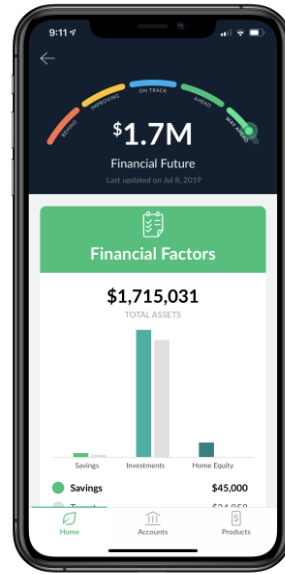 9:11
BEHIND
IMPROVING
ON TRACK
AHEAD
WAY AHEAD
$1.7M
Financial Future
Last updated on Jul 8, 2019
Financial Factors
$1,715,031
TOTAL ASSETS
Savings Investments Home Equity
Savings $45,000
Home Accounts Products